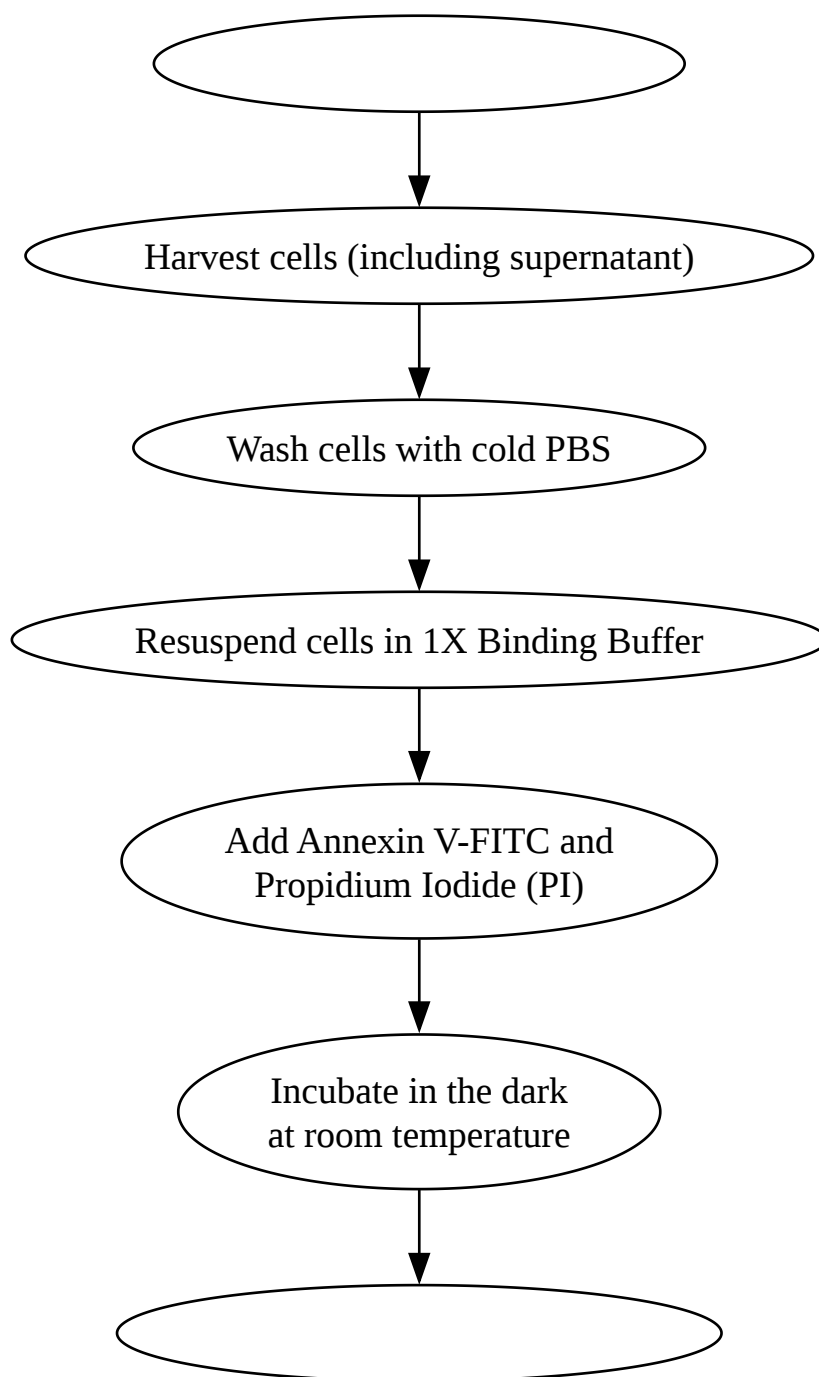 Harvest cells (including supernatant)
Wash cells with cold PBS
Resuspend cells in 1X Binding Buffer
Add Annexin V-FITC and
Propidium Iodide (PI)
Incubate in the dark
at room temperature